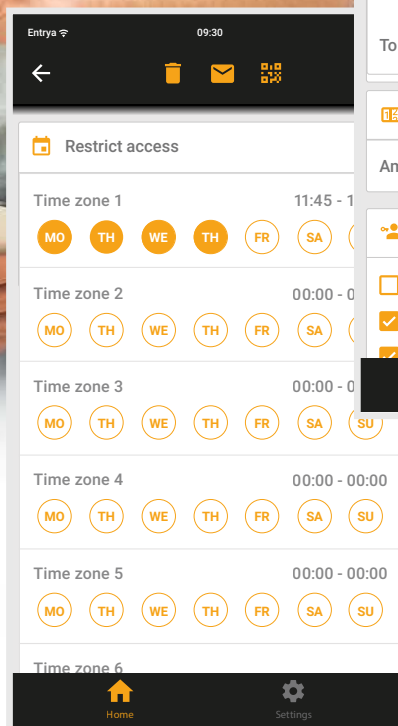 Entrya 09:30
Restrict access
Time zone 1 11:45 - 1
MO TH WE TH FR SA
Time zone 2 00:00 - 0
MO TH WE TH FR SA
Time zone 3 00:00 - 0
MO TH WE TH FR SA SU
Time zone 4 00:00 - 00:00
MO TH WE TH FR SA SU
Time zone 5 00:00 - 00:00
MO TH WE TH FR SA SU
Time zone 6
Home Settings
To
An